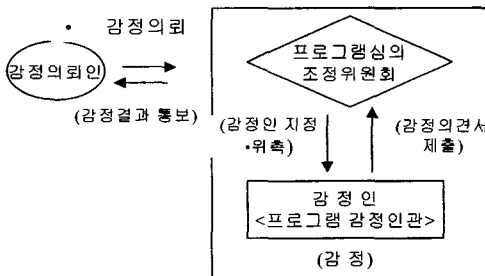 • 감정의뢰
감정의뢰인
(감정결과 통보)
프로그램심의
조정위원회
(감정인 지정
•위촉)
(감정의견서
제출)
감 정 인
<프로그램 감정인관>
(감 정)